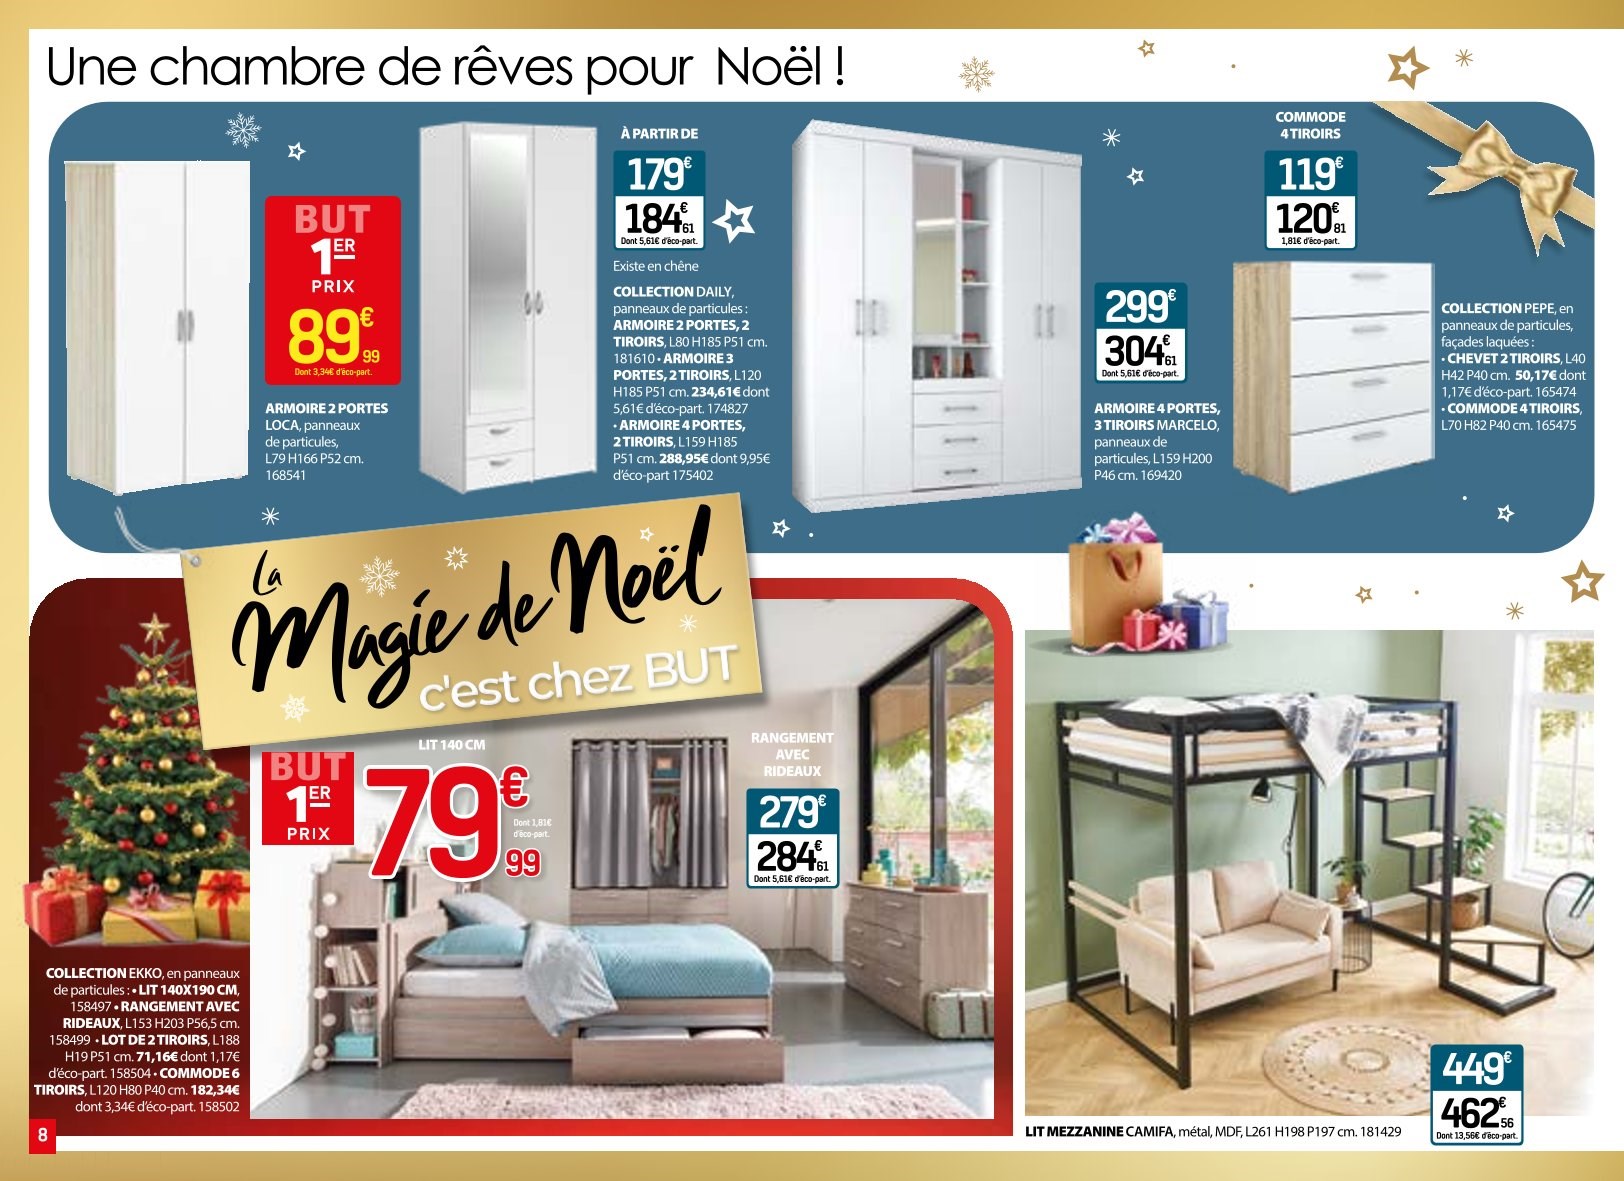 Une chambre de rêves pour Noël !
BUT
1ER
PRIX
89€99
Dont 3,34€ d'éco-part.
ARMOIRE 2 PORTES
LOCA, panneaux
de particules,
L79 H166 P52 cm.
168541
À PARTIR DE
179€
184€61
Dont 5,61€ d'éco-part.
Existe en chêne
COLLECTION DAILY,
panneaux de particules :
ARMOIRE 2 PORTES, 2
TIROIRS, L80 H185 P51 cm.
181610 • ARMOIRE 3
PORTES, 2 TIROIRS, L120
H185 P51 cm. 234,61€ dont
5,61€ d'éco-part. 174827
• ARMOIRE 4 PORTES,
2 TIROIRS, L159 H185
P51 cm. 288,95€ dont 9,95€
d'éco-part 175402
299€
304€61
Dont 5,61€ d'éco-part.
ARMOIRE 4 PORTES,
3 TIROIRS MARCELO,
panneaux de
particules, L159 H200
P46 cm. 169420
COMMODE
4 TIROIRS
119€
120€81
1,81€ d'éco-part.
COLLECTION PEPE, en
panneaux de particules,
façades laquées :
• CHEVET 2 TIROIRS, L40
H42 P40 cm. 50,17€ dont
1,17€ d'éco-part. 165474
• COMMODE 4 TIROIRS,
L70 H82 P40 cm. 165475
La
Magie de Noël
c'est chez BUT
LIT 140 CM
BUT
1ER
PRIX
79€99
Dont 1,81€
d'éco-part.
RANGEMENT
AVEC
RIDEAUX
279€
284€61
Dont 5,61€ d'éco-part.
COLLECTION EKKO, en panneaux
de particules : • LIT 140X190 CM,
158497 • RANGEMENT AVEC
RIDEAUX, L153 H203 P56,5 cm.
158499 • LOT DE 2 TIROIRS, L188
H19 P51 cm. 71,16€ dont 1,17€
d'éco-part. 158504 • COMMODE 6
TIROIRS, L120 H80 P40 cm. 182,34€
dont 3,34€ d'éco-part. 158502
449€
462€56
Dont 13,56€ d'éco-part.
LIT MEZZANINE CAMIFA, métal, MDF, L261 H198 P197 cm. 181429
8